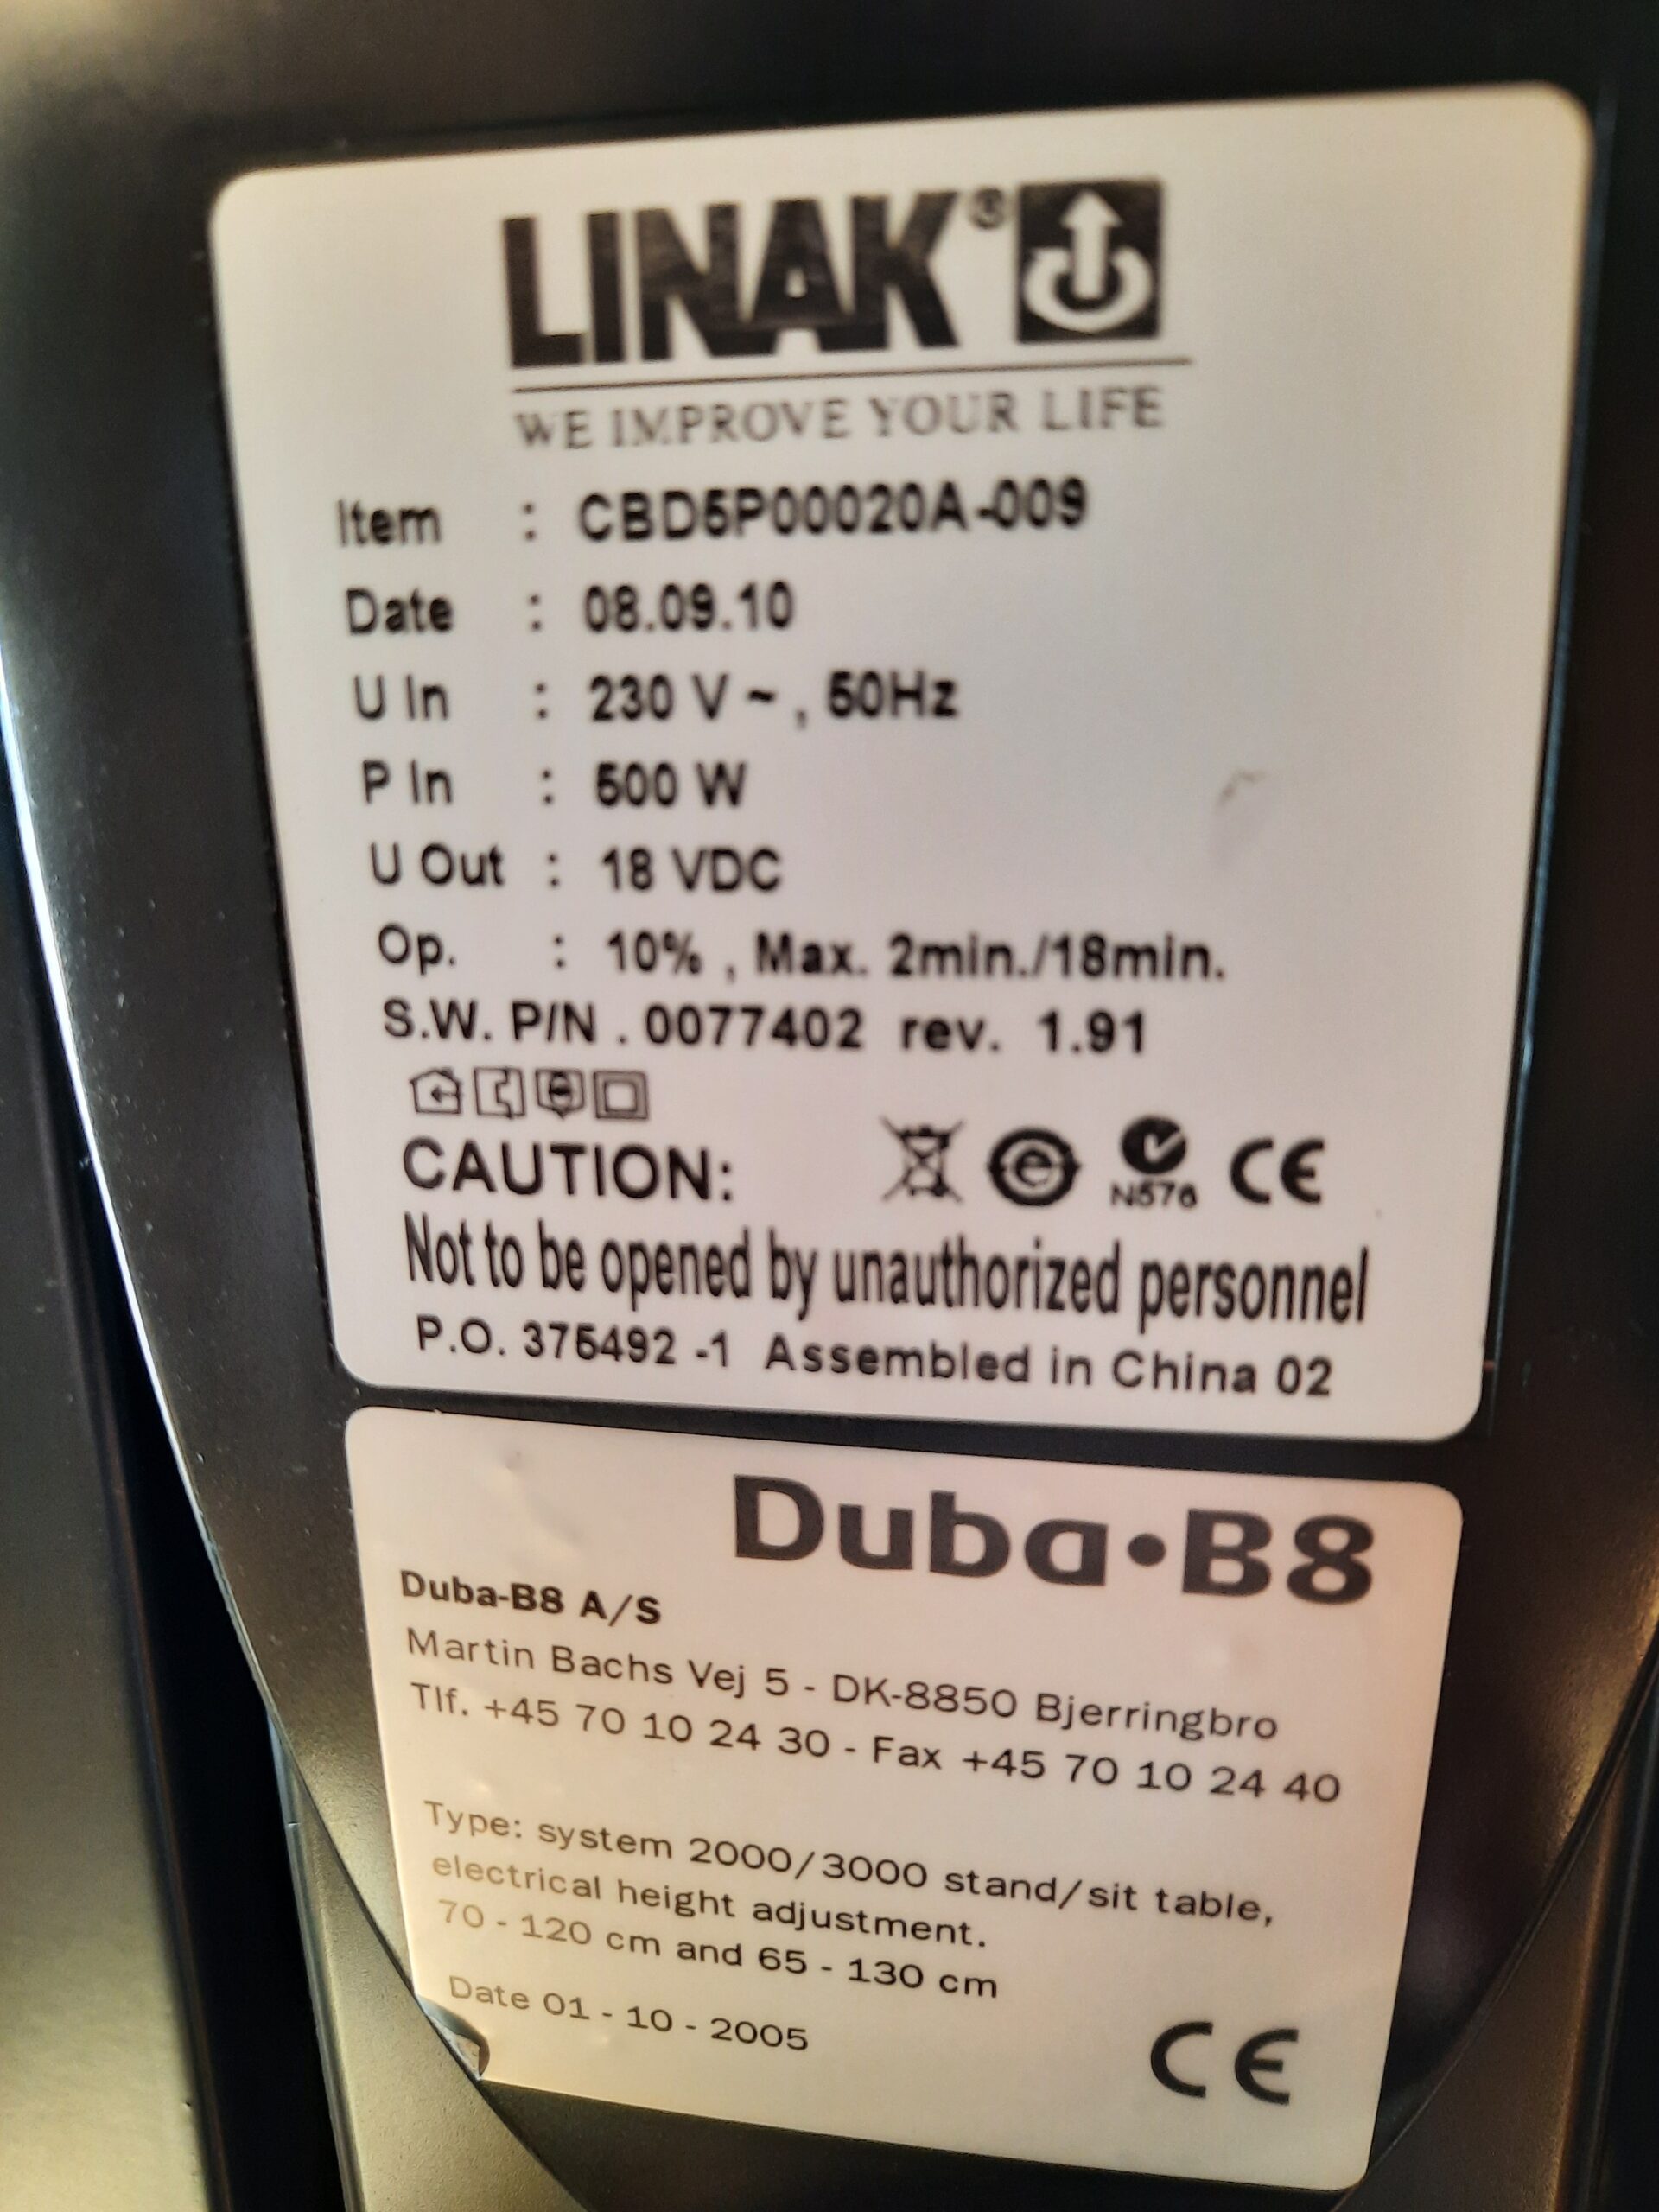 LINAK®
WE IMPROVE YOUR LIFE
Item : CBD5P00020A-009
Date : 08.09.10
U In : 230 V ~ , 50Hz
P In : 500 W
U Out : 18 VDC
Op. : 10% , Max. 2min./18min.
S.W. P/N . 0077402 rev. 1.91
N576 CE
CAUTION:
Not to be opened by unauthorized personnel
P.O. 375492 -1 Assembled in China 02
Duba•B8
Duba-B8 A/S
Martin Bachs Vej 5 - DK-8850 Bjerringbro
Tlf. +45 70 10 24 30 - Fax +45 70 10 24 40
Type: system 2000/3000 stand/sit table,
electrical height adjustment.
70 - 120 cm and 65 - 130 cm
Date 01 - 10 - 2005
CE